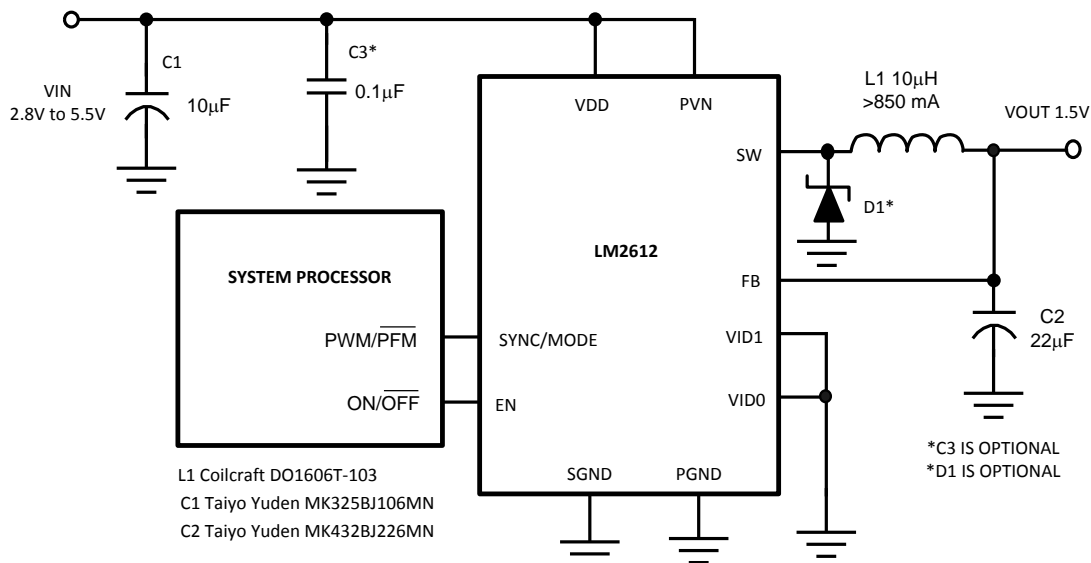 C1
10µF
VIN
2.8V to 5.5V
C3*
0.1µF
VDD
PVN
L1 10µH
>850 mA
VOUT 1.5V
SW
D1*
LM2612
FB
C2
22µF
VID1
VID0
SYSTEM PROCESSOR
PWM/PFM
SYNC/MODE
ON/OFF
EN
SGND
PGND
L1 Coilcraft DO1606T-103
C1 Taiyo Yuden MK325BJ106MN
C2 Taiyo Yuden MK432BJ226MN
*C3 IS OPTIONAL
*D1 IS OPTIONAL